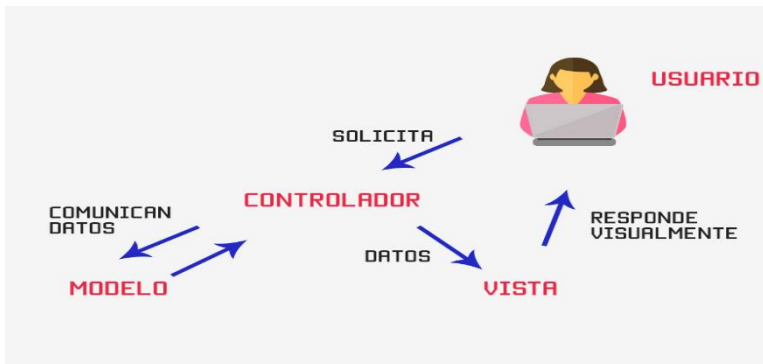 USUARIO
SOLICITA
CONTROLADOR
COMUNICAN
DATOS
RESPONDE
VISUALMENTE
DATOS
MODELO
VISTA